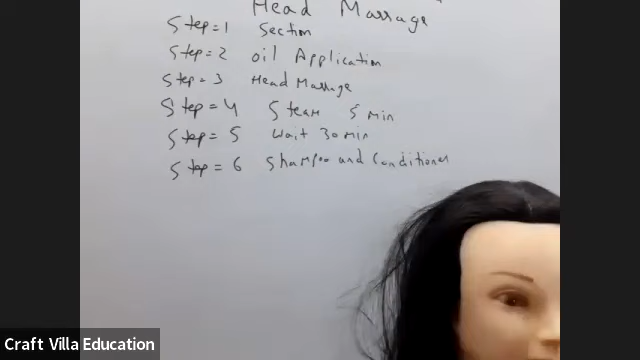 Head Massage
Step=1 Section
Step=2 oil Application
Step=3 Head Massage
Step=4 Steam 5 min
Step=5 Wait 30 min
Step=6 Shampoo and Conditioner
Craft Villa Education